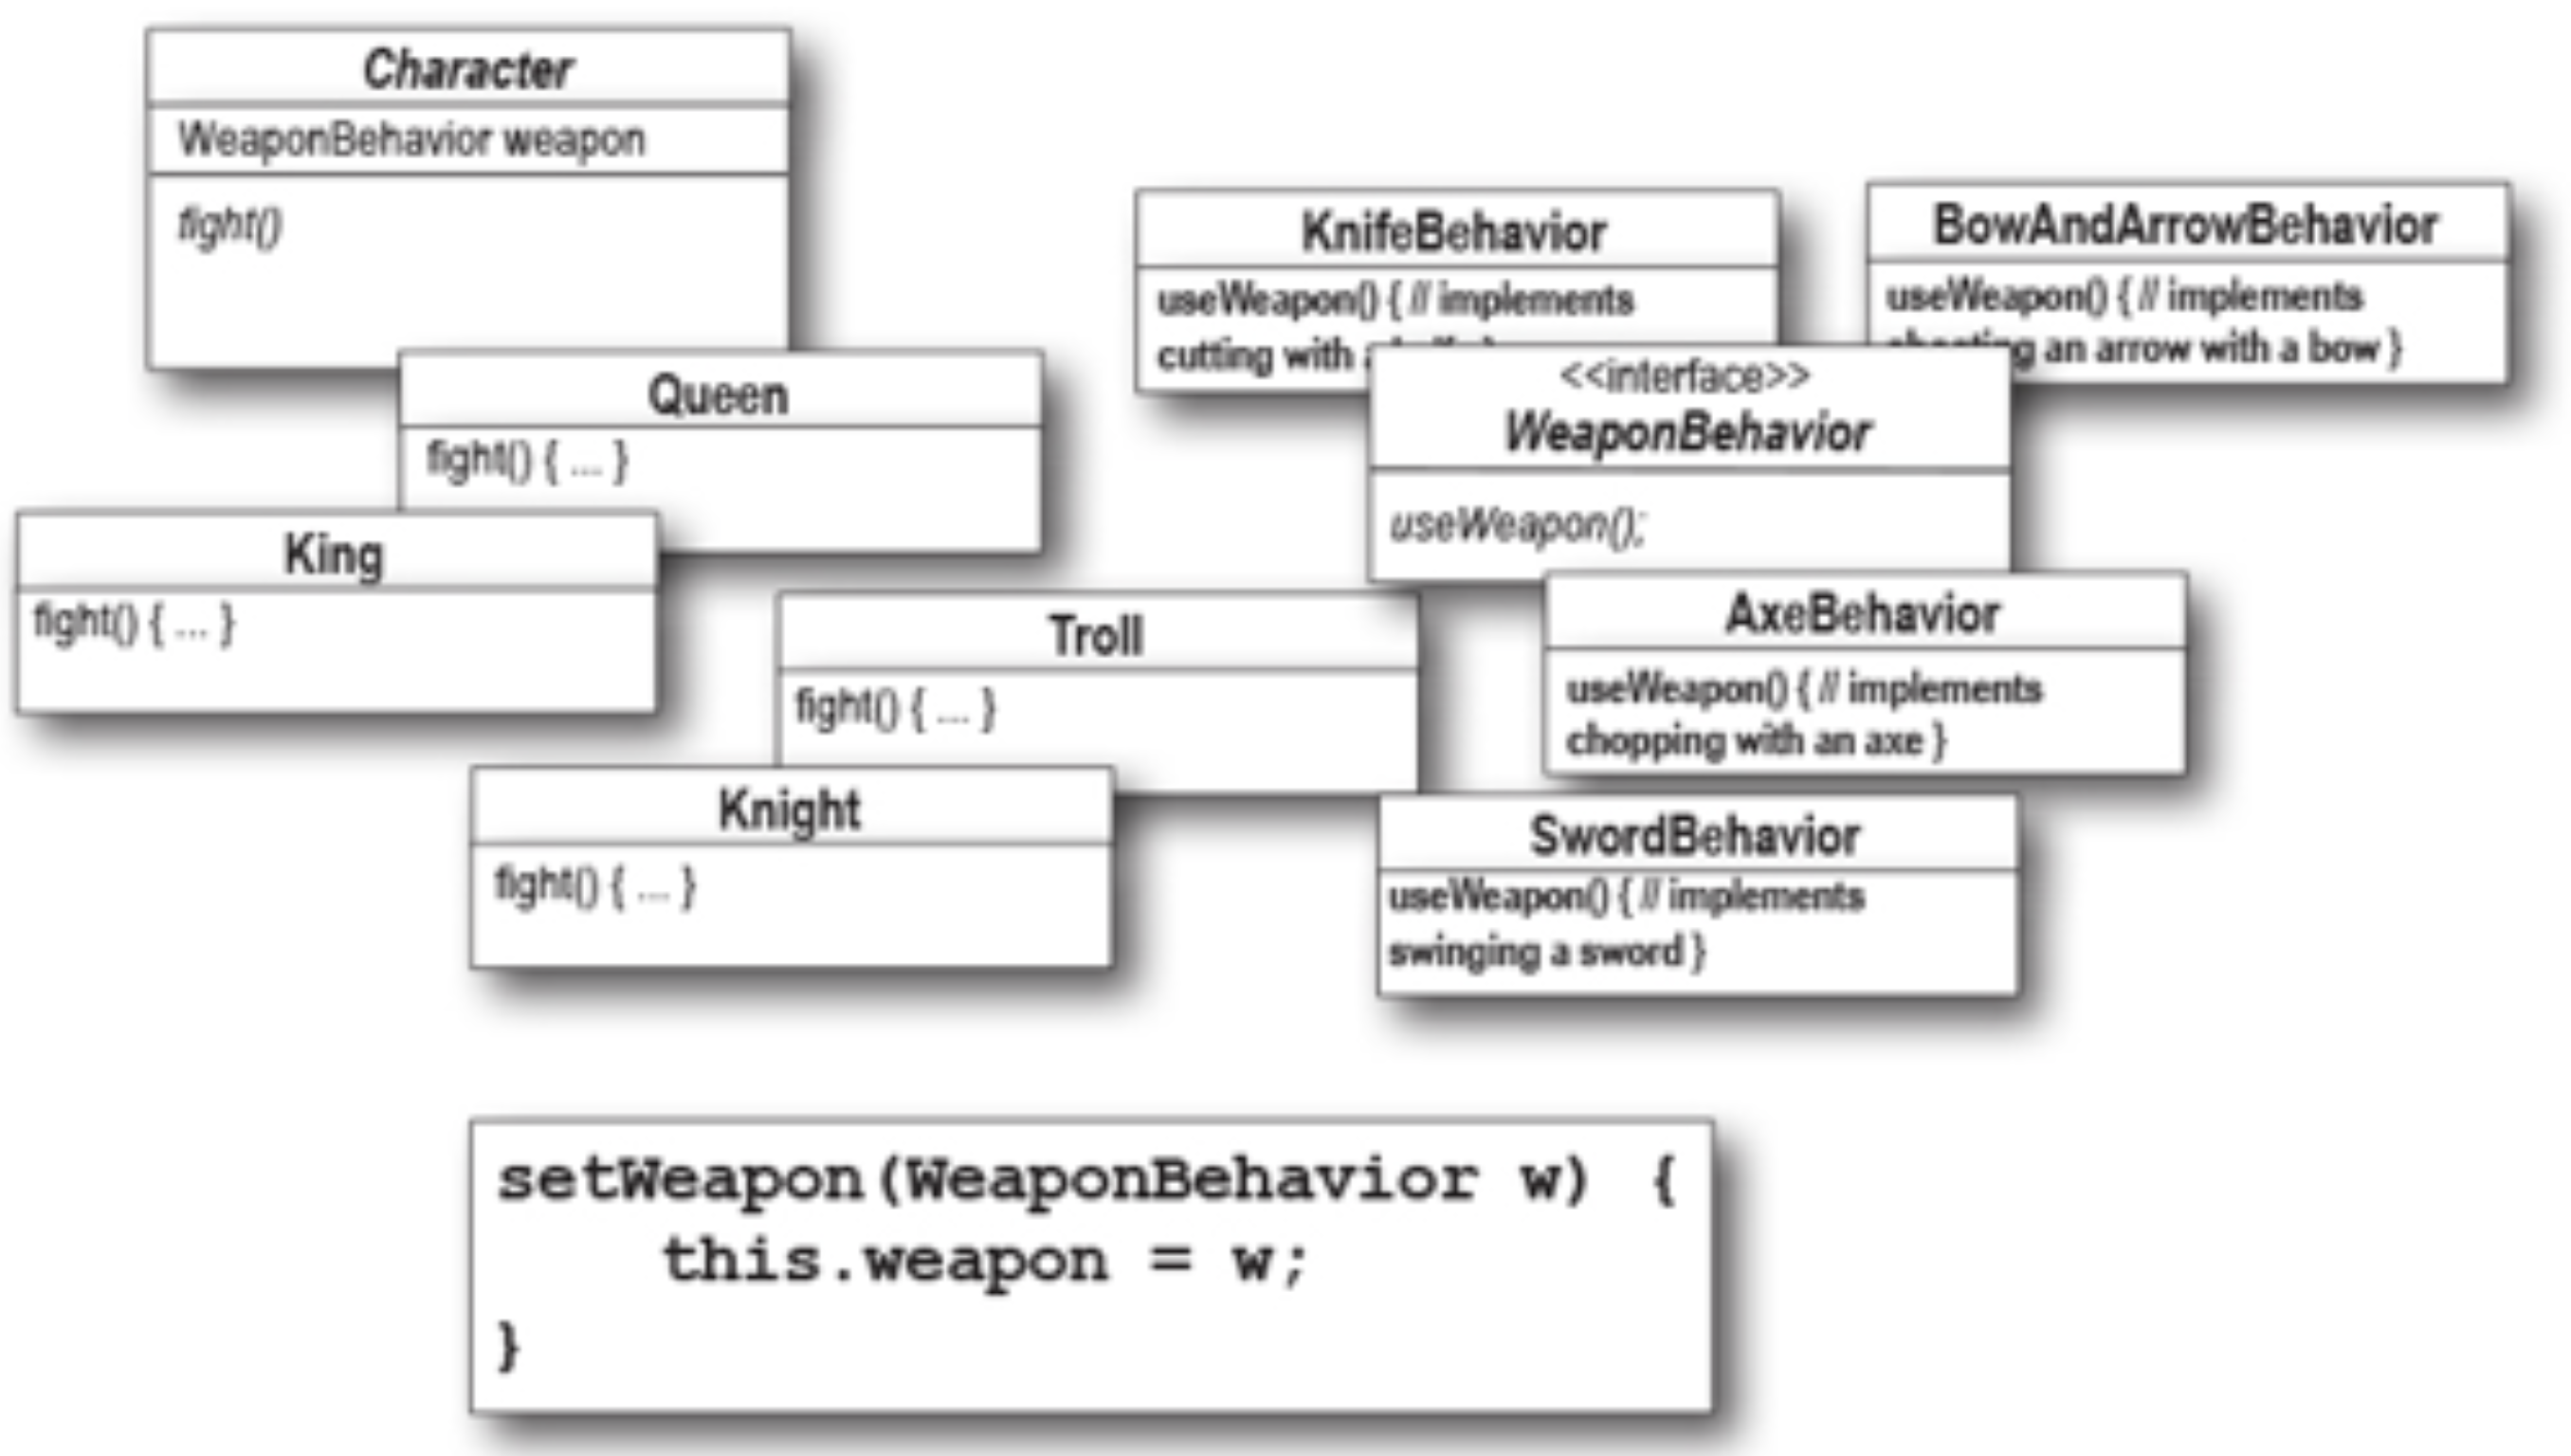 Character
WeaponBehavior weapon
fight()
Queen
fight() { ... }
King
fight() { ... }
Troll
fight() { ... }
Knight
fight() { ... }
KnifeBehavior
useWeapon() { // implements
cutting with
BowAndArrowBehavior
useWeapon() { // implements
an arrow with a bow }
<<interface>>
WeaponBehavior
useWeapon();
AxeBehavior
useWeapon() { // implements
chopping with an axe }
SwordBehavior
useWeapon() { // implements
swinging a sword }
setWeapon(WeaponBehavior w) {
this.weapon = w;
}